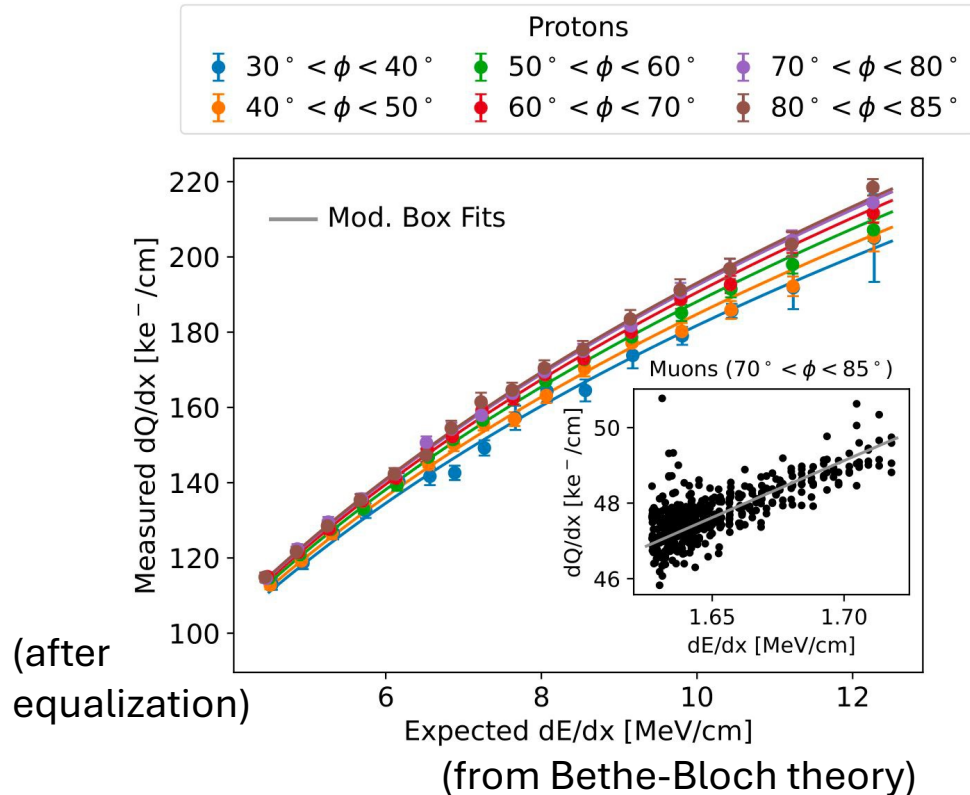 Protons
30° < ϕ < 40°
50° < ϕ < 60°
70° < ϕ < 80°
40° < ϕ < 50°
60° < ϕ < 70°
80° < ϕ < 85°
Measured dQ/dx [ke⁻/cm]
220
200
180
160
140
120
100
Mod. Box Fits
Muons (70° < ϕ < 85°)
dQ/dx [ke⁻/cm]
50
48
46
1.65
1.70
dE/dx [MeV/cm]
6
8
10
12
Expected dE/dx [MeV/cm]
(after
equalization)
(from Bethe-Bloch theory)